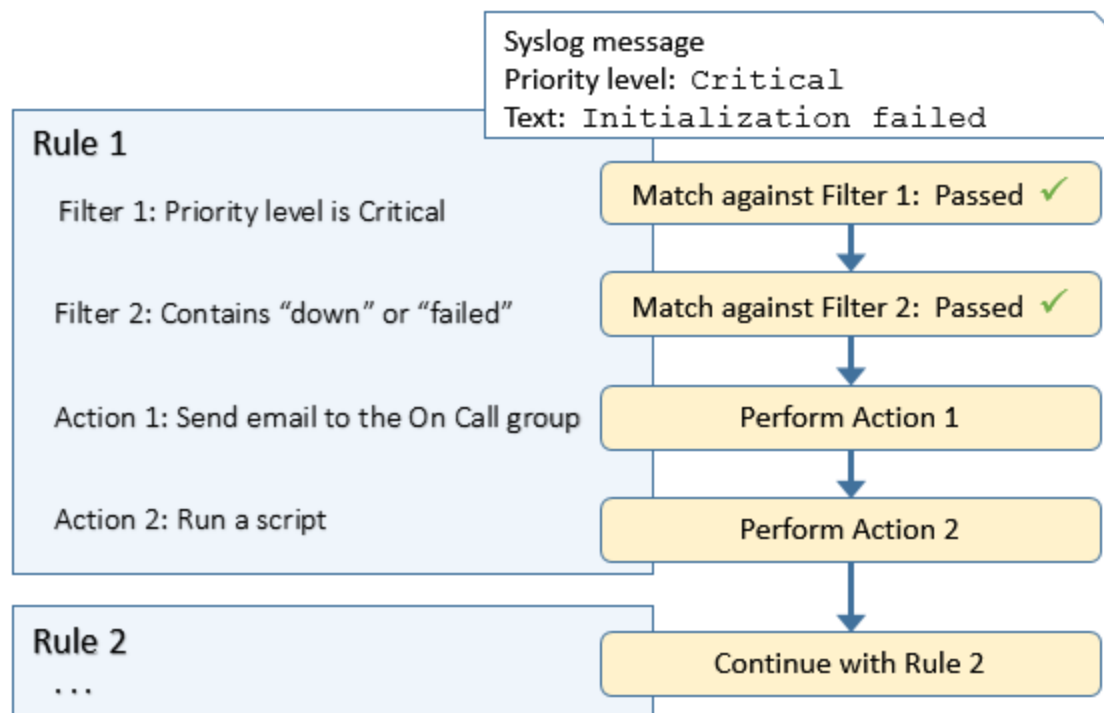 Syslog message
Priority level: Critical
Text: Initialization failed
Rule 1
Filter 1: Priority level is Critical
Match against Filter 1: Passed ✓
Filter 2: Contains “down” or “failed”
Match against Filter 2: Passed ✓
Action 1: Send email to the On Call group
Perform Action 1
Action 2: Run a script
Perform Action 2
Rule 2
Continue with Rule 2
...